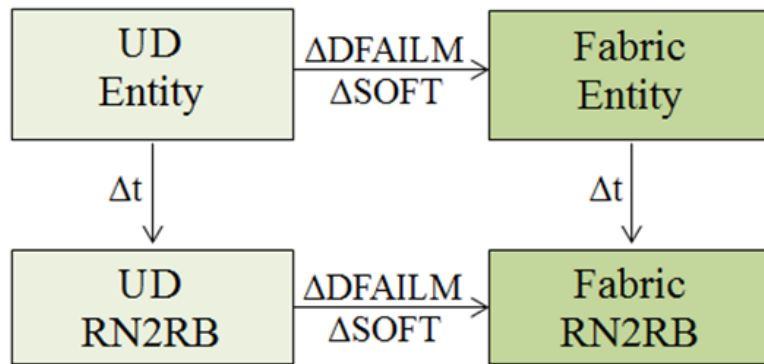 UD
Entity
ΔDFAILM
ΔSOFT
Fabric
Entity
Δt
Δt
UD
RN2RB
ΔDFAILM
ΔSOFT
Fabric
RN2RB